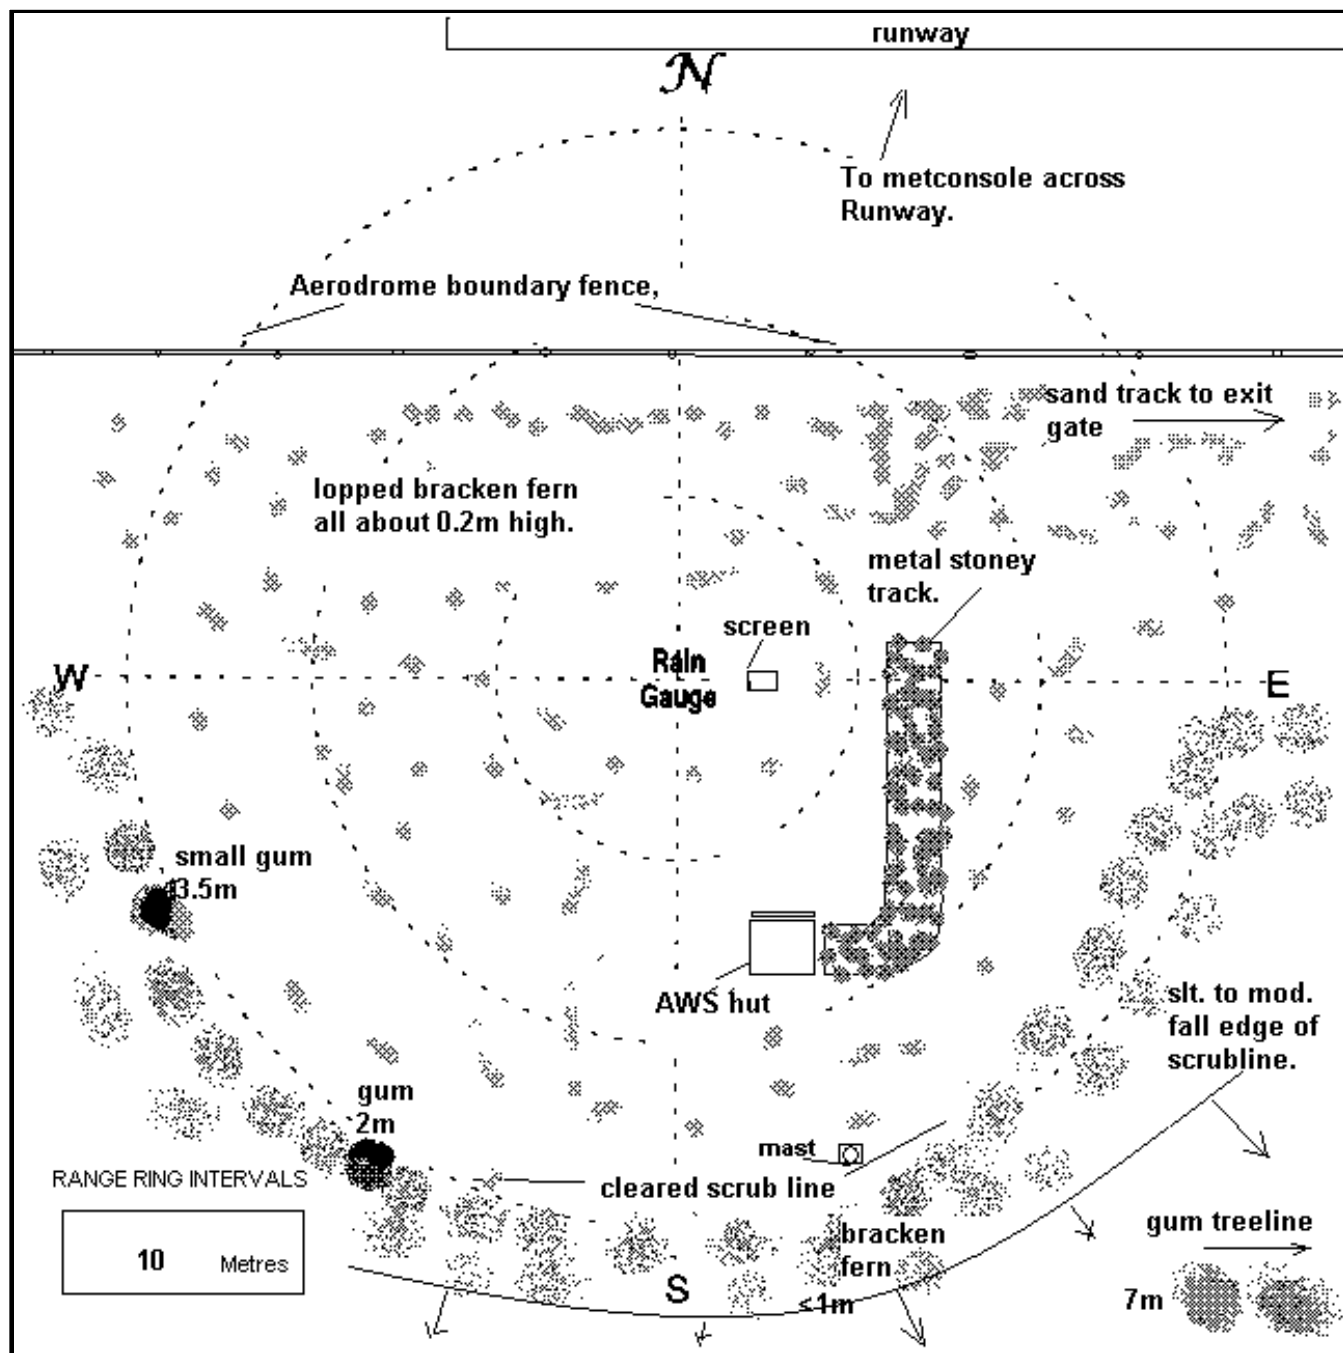 runway
N
To metconsole across
Runway.
Aerodrome boundary fence,
sand track to exit
gate
lopped bracken fern
all about 0.2m high.
metal stoney
track.
screen
Rain
Gauge
W
E
small gum
3.5m
AWS hut
slt. to mod.
fall edge of
scrubline.
gum
2m
mast
cleared scrub line
RANGE RING INTERVALS
10 Metres
bracken
fern
<1m
S
gum treeline
7m